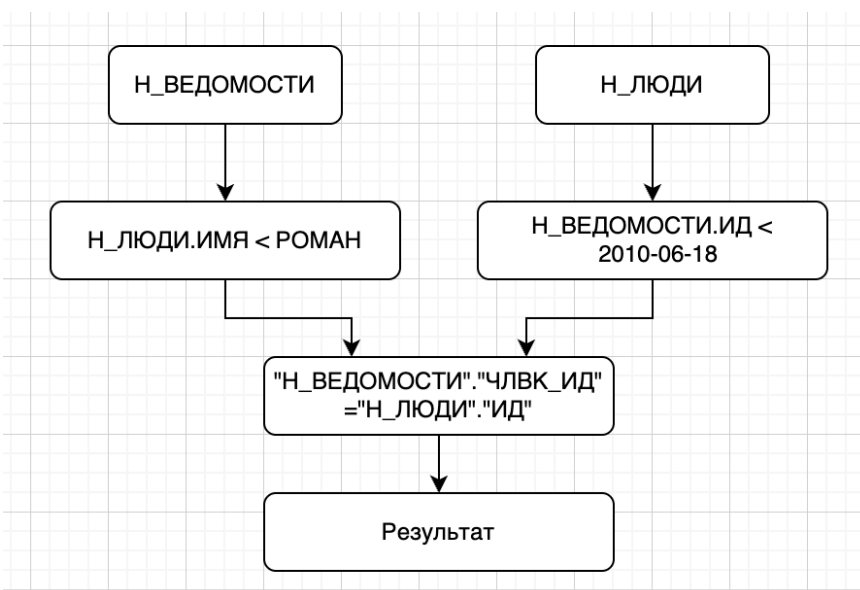 Н_ВЕДОМОСТИ
Н_ЛЮДИ
Н_ЛЮДИ.ИМЯ < РОМАН
Н_ВЕДОМОСТИ.ИД <
2010-06-18
"Н_ВЕДОМОСТИ"."ЧЛВК_ИД"
="Н_ЛЮДИ"."ИД"
Результат